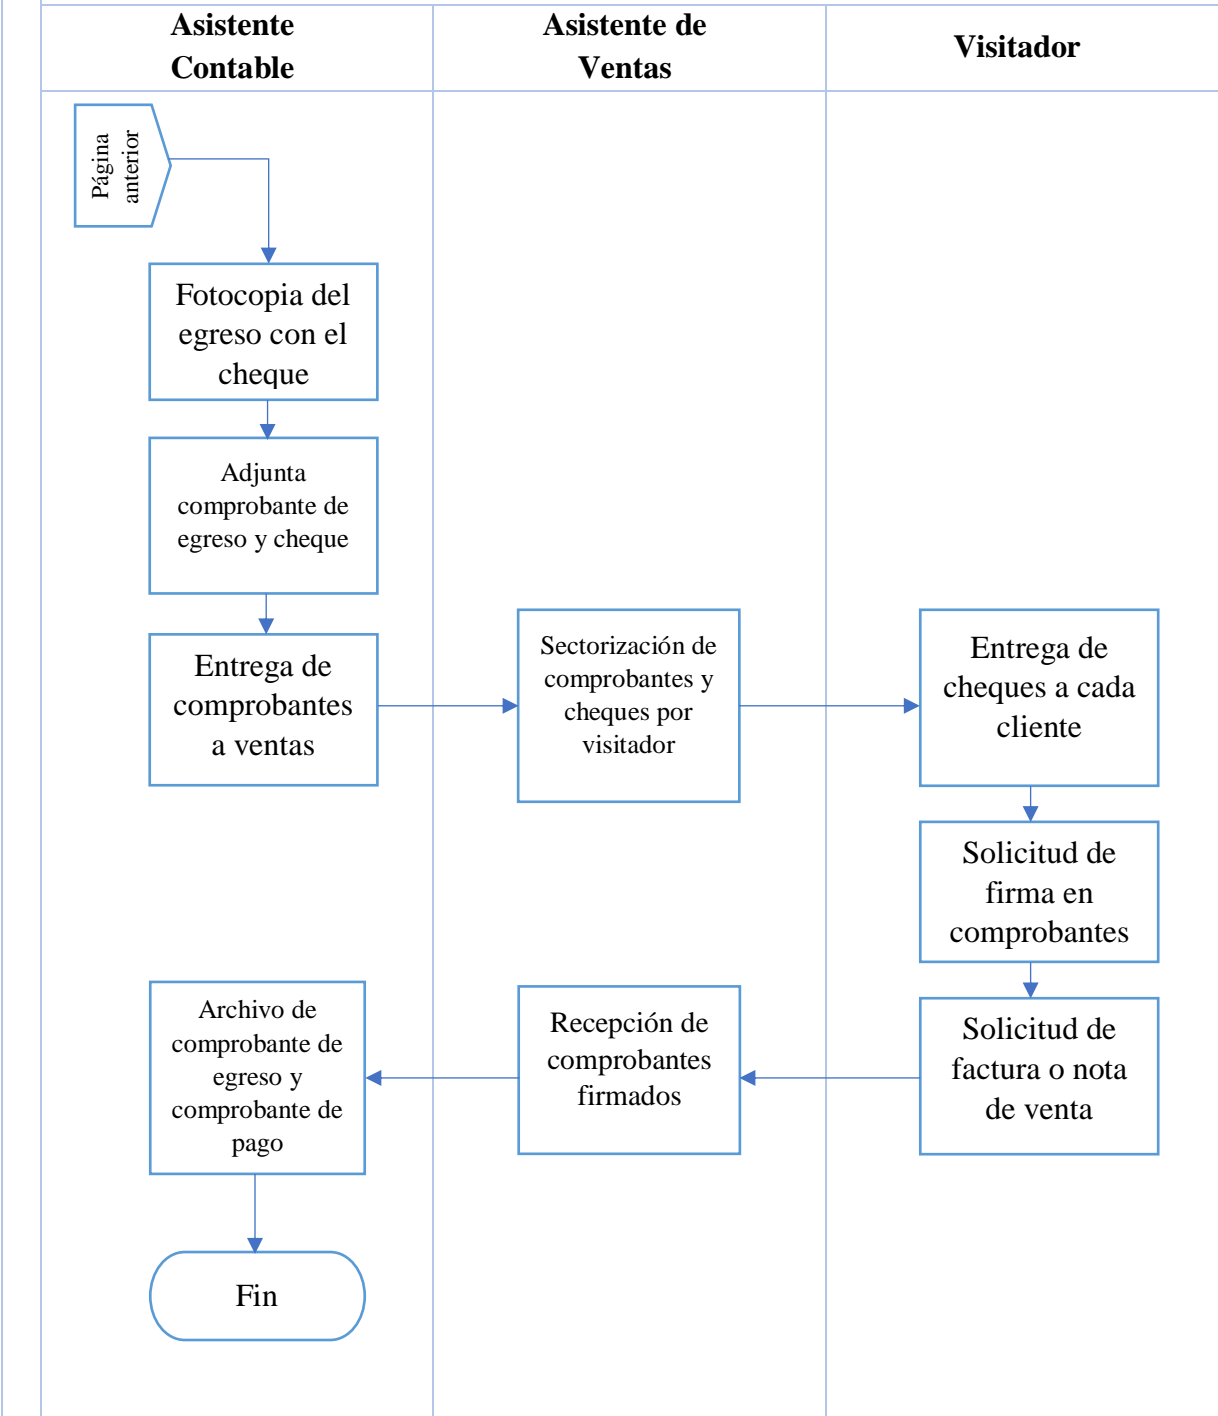 Asistente
Contable
Asistente de
Ventas
Visitador
Página
anterior
Fotocopia del
egreso con el
cheque
Adjunta
comprobante de
egreso y cheque
Entrega de
comprobantes
a ventas
Sectorización de
comprobantes y
cheques por
visitador
Entrega de
cheques a cada
cliente
Solicitud de
firma en
comprobantes
Solicitud de
factura o nota
de venta
Recepción de
comprobantes
firmados
Archivo de
comprobante de
egreso y
comprobante de
pago
Fin